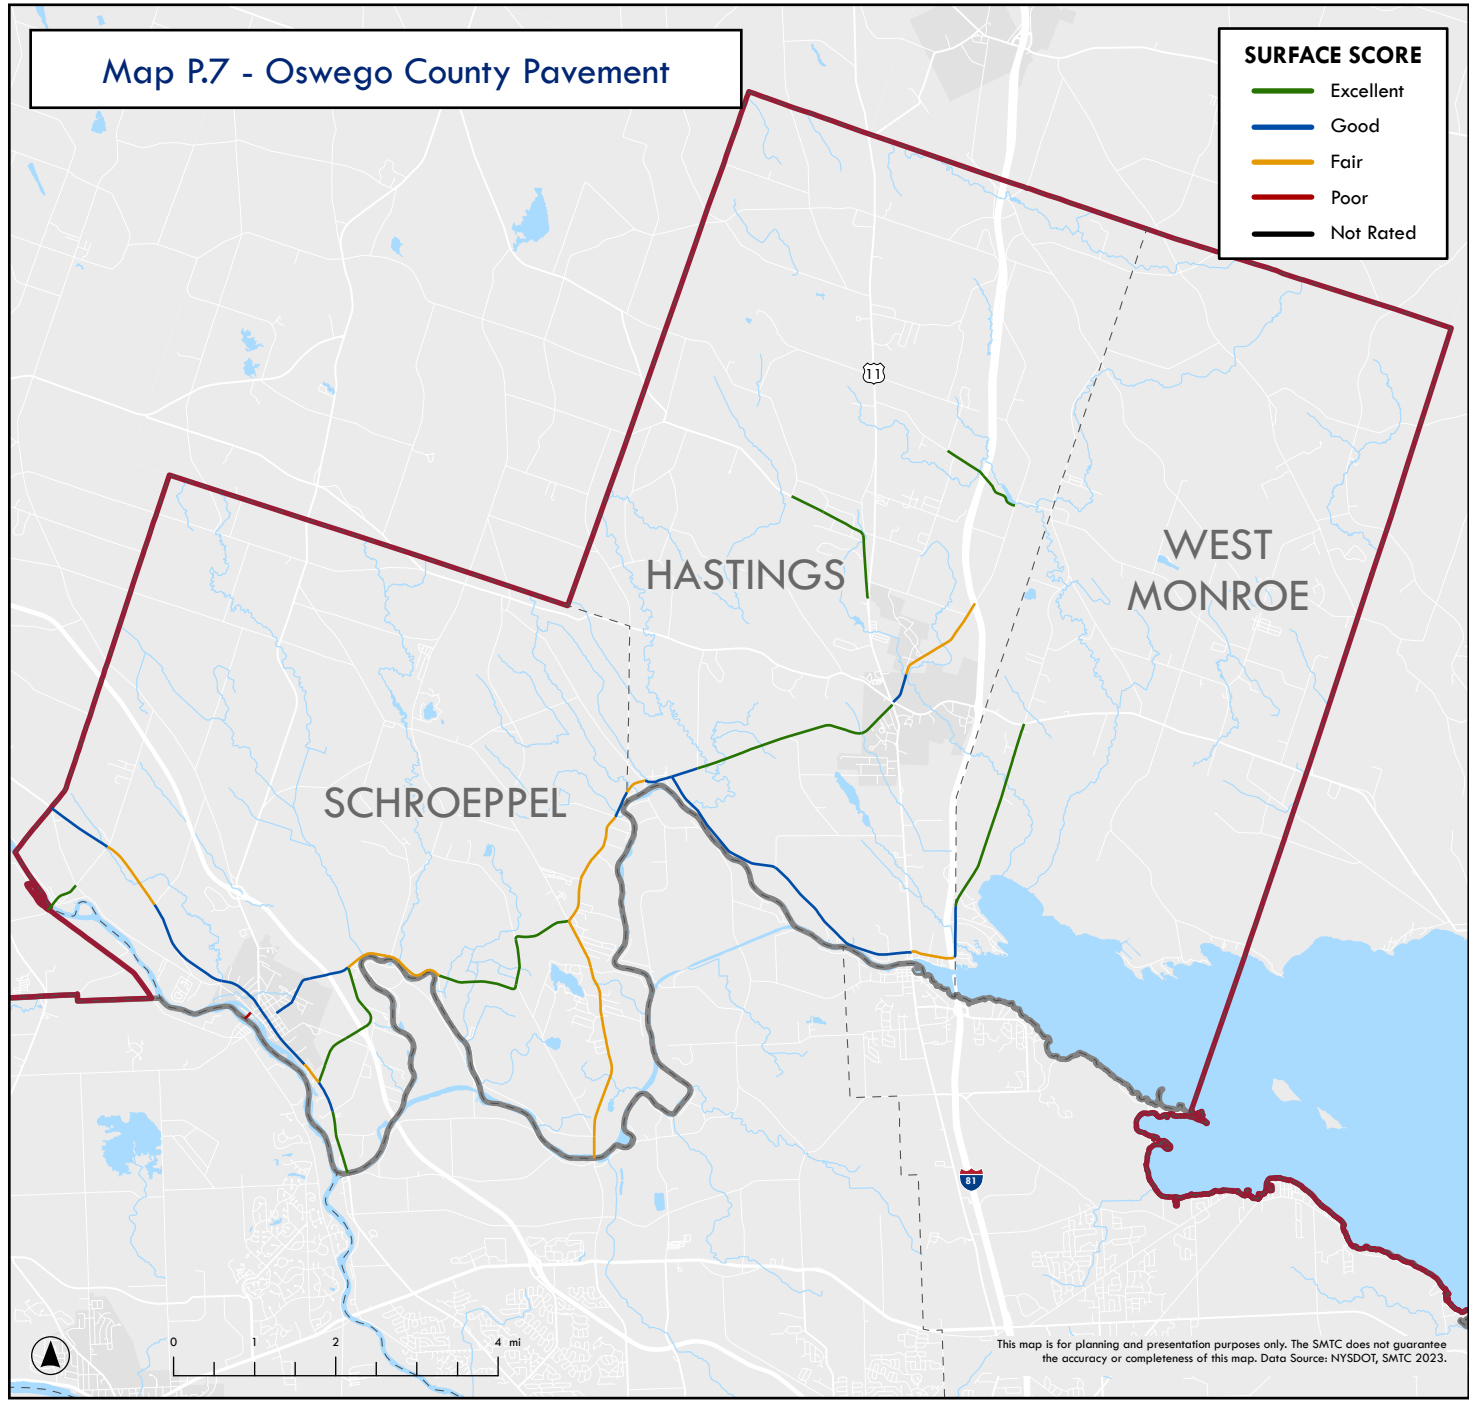 Map P.7 - Oswego County Pavement
SURFACE SCORE
Excellent
Good
Fair
Poor
Not Rated
11
HASTINGS
WEST
MONROE
SCHROEPPEL
81
0 1 2 4 mi
This map is for planning and presentation purposes only. The SMTC does not guarantee
the accuracy or completeness of this map. Data Source: NYSDOT, SMTC 2023.